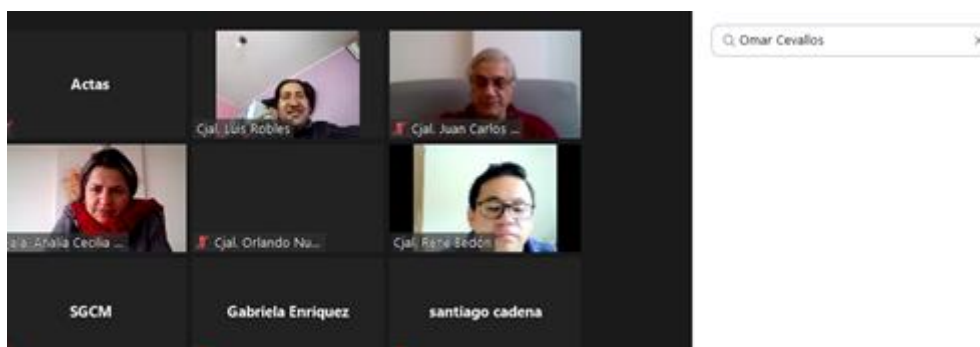 Omar Cevallos
Actas
Cjal. Luis Robles
Cjal. Juan Carlos ...
Analía Cecilia ...
Cjal. Orlando Nu...
Cjal. René Bedón
SGCM
Gabriela Enriquez
santiago cadena